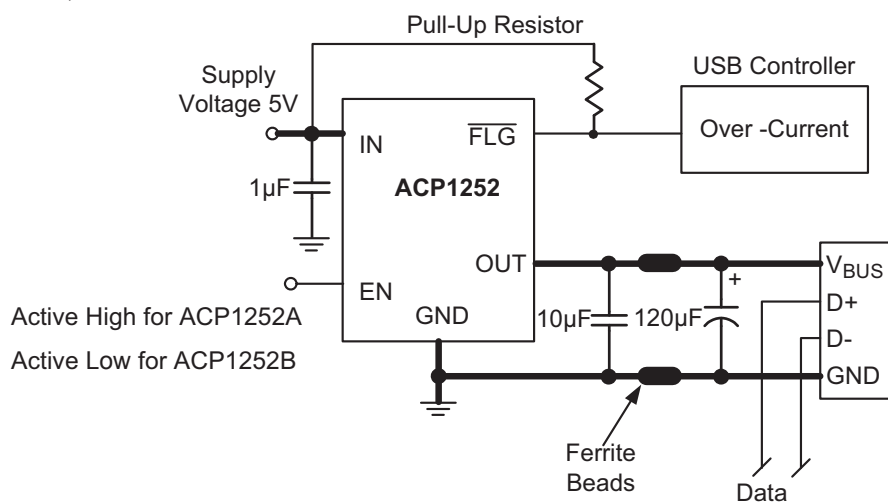 Pull-Up Resistor
Supply
Voltage 5V
USB Controller
IN
FLG
Over -Current
ACP1252
1µF
OUT
VBUS
EN
D+
Active High for ACP1252A
GND
10µF
120µF
+
D-
Active Low for ACP1252B
GND
Ferrite
Beads
Data